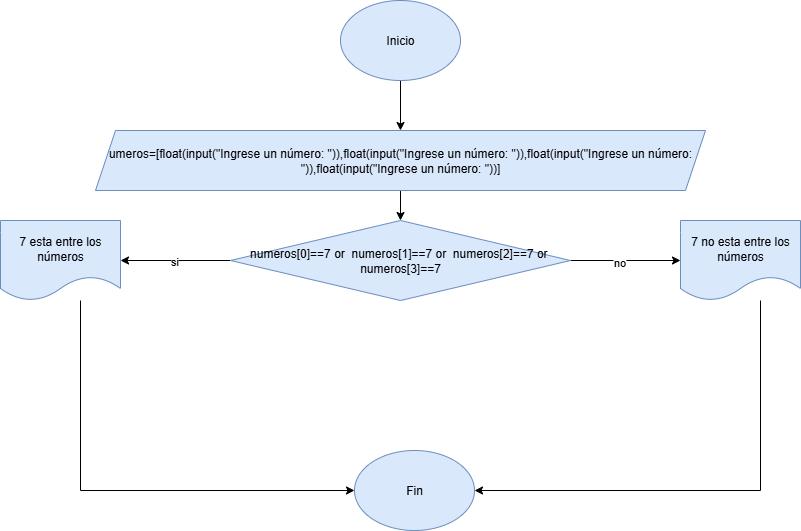 Inicio
umeros=[float(input("Ingrese un número: ")),float(input("Ingrese un número: ")),float(input("Ingrese un número:
")),float(input("Ingrese un número: "))]
7 esta entre los
números
si
numeros[0]==7 or  numeros[1]==7 or  numeros[2]==7 or
numeros[3]==7
no
7 no esta entre los
números
Fin